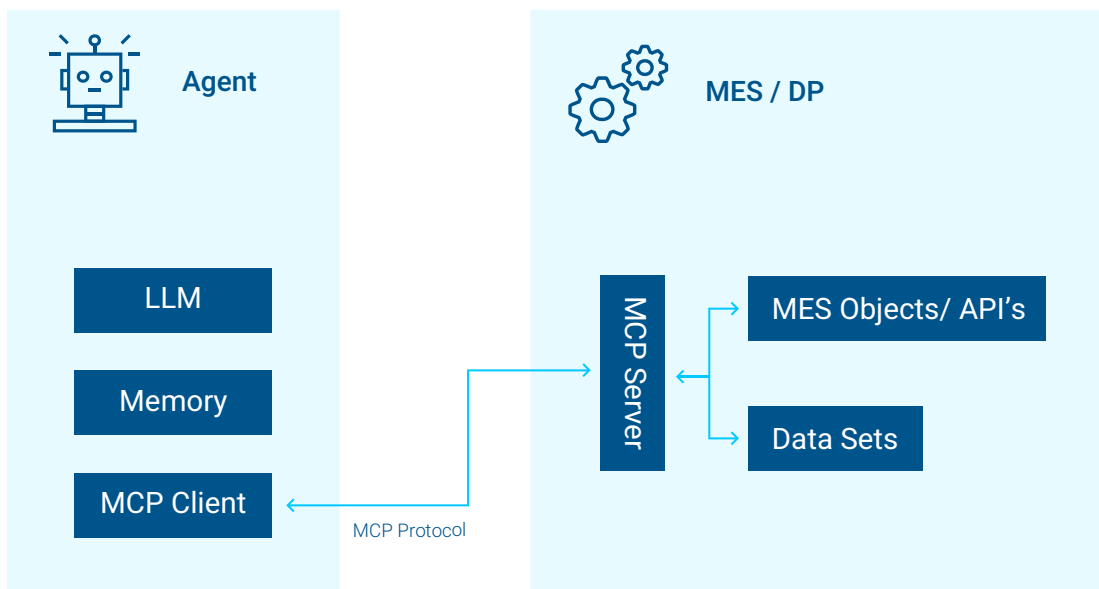 Agent
LLM
Memory
MCP Client
MCP Protocol
MES / DP
MCP Server
MES Objects/ API’s
Data Sets